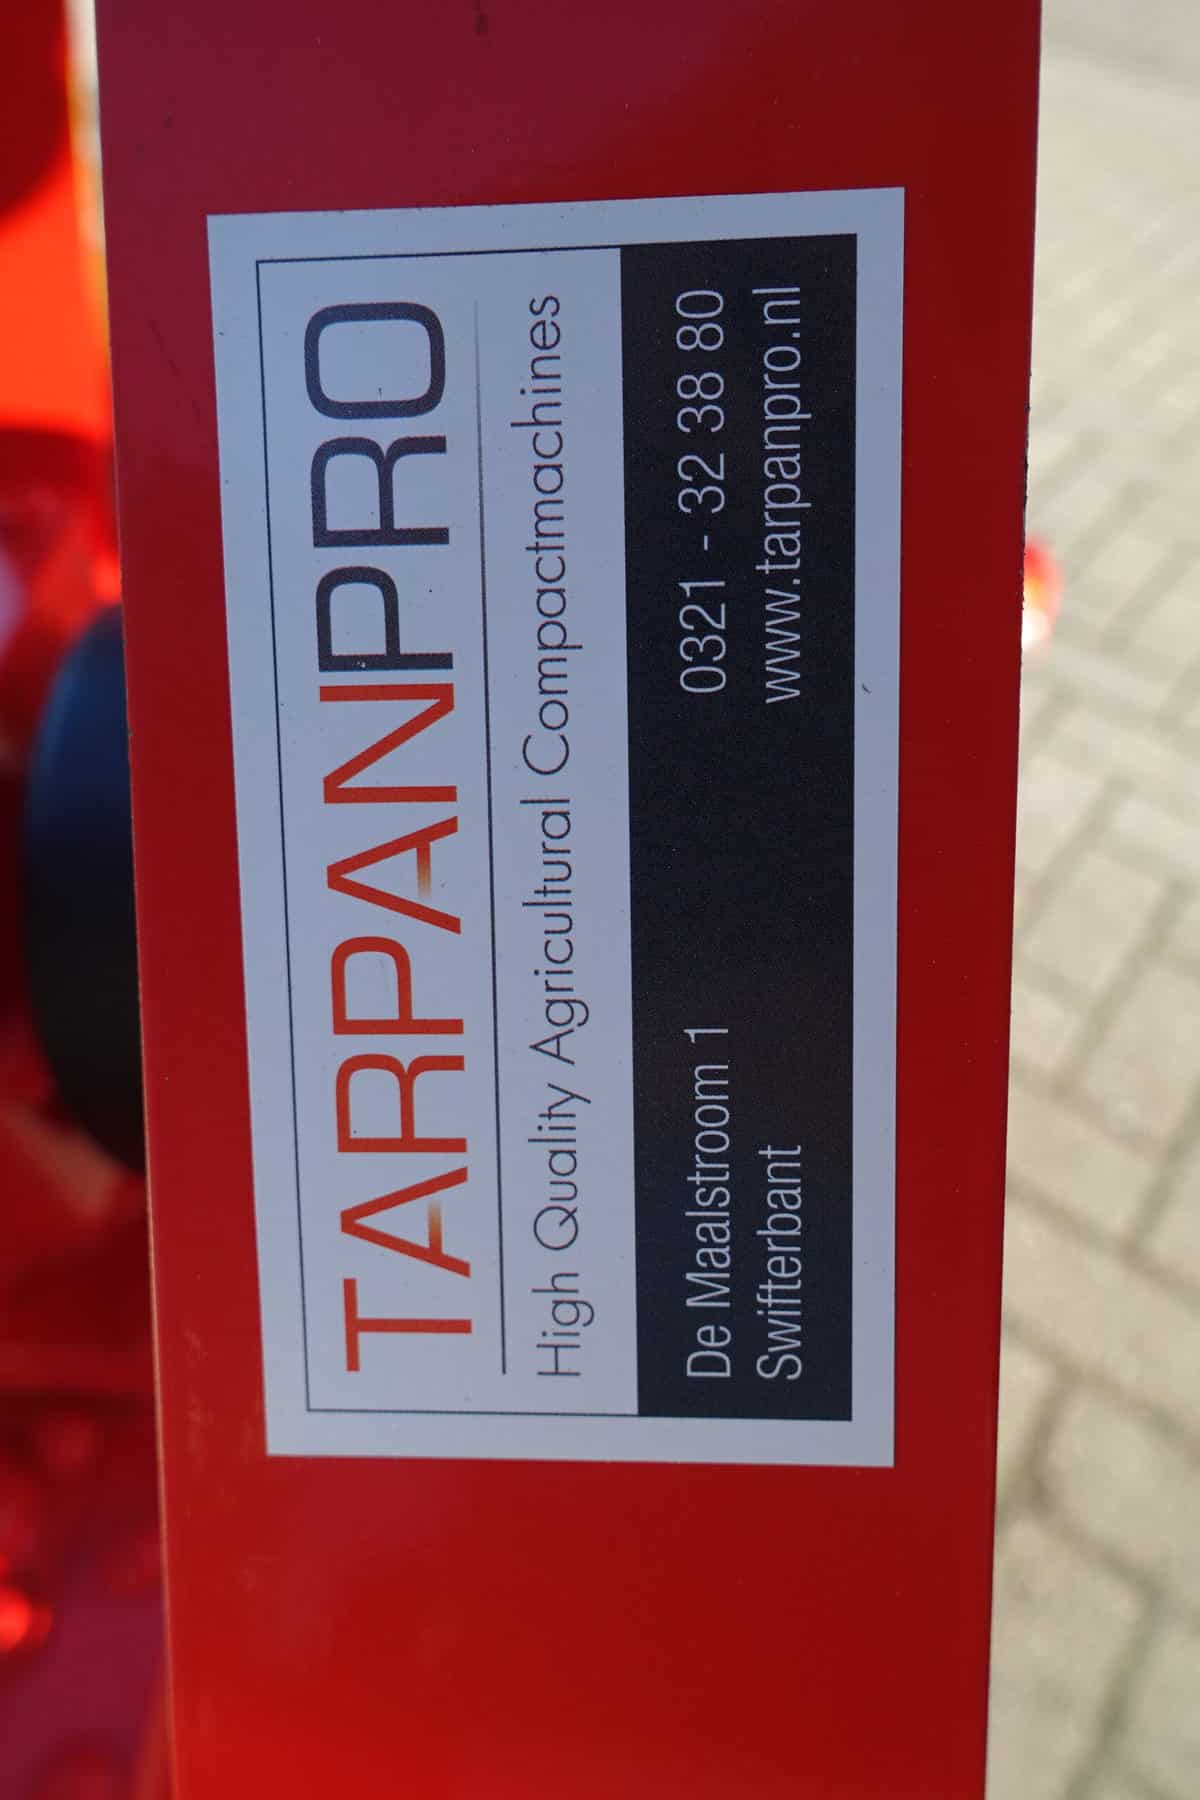 TARPANPRO
High Quality Agricultural Compactmachines
De Maalstroom 1 0321 - 32 38 80
Swifterbant www.tarpanpro.nl